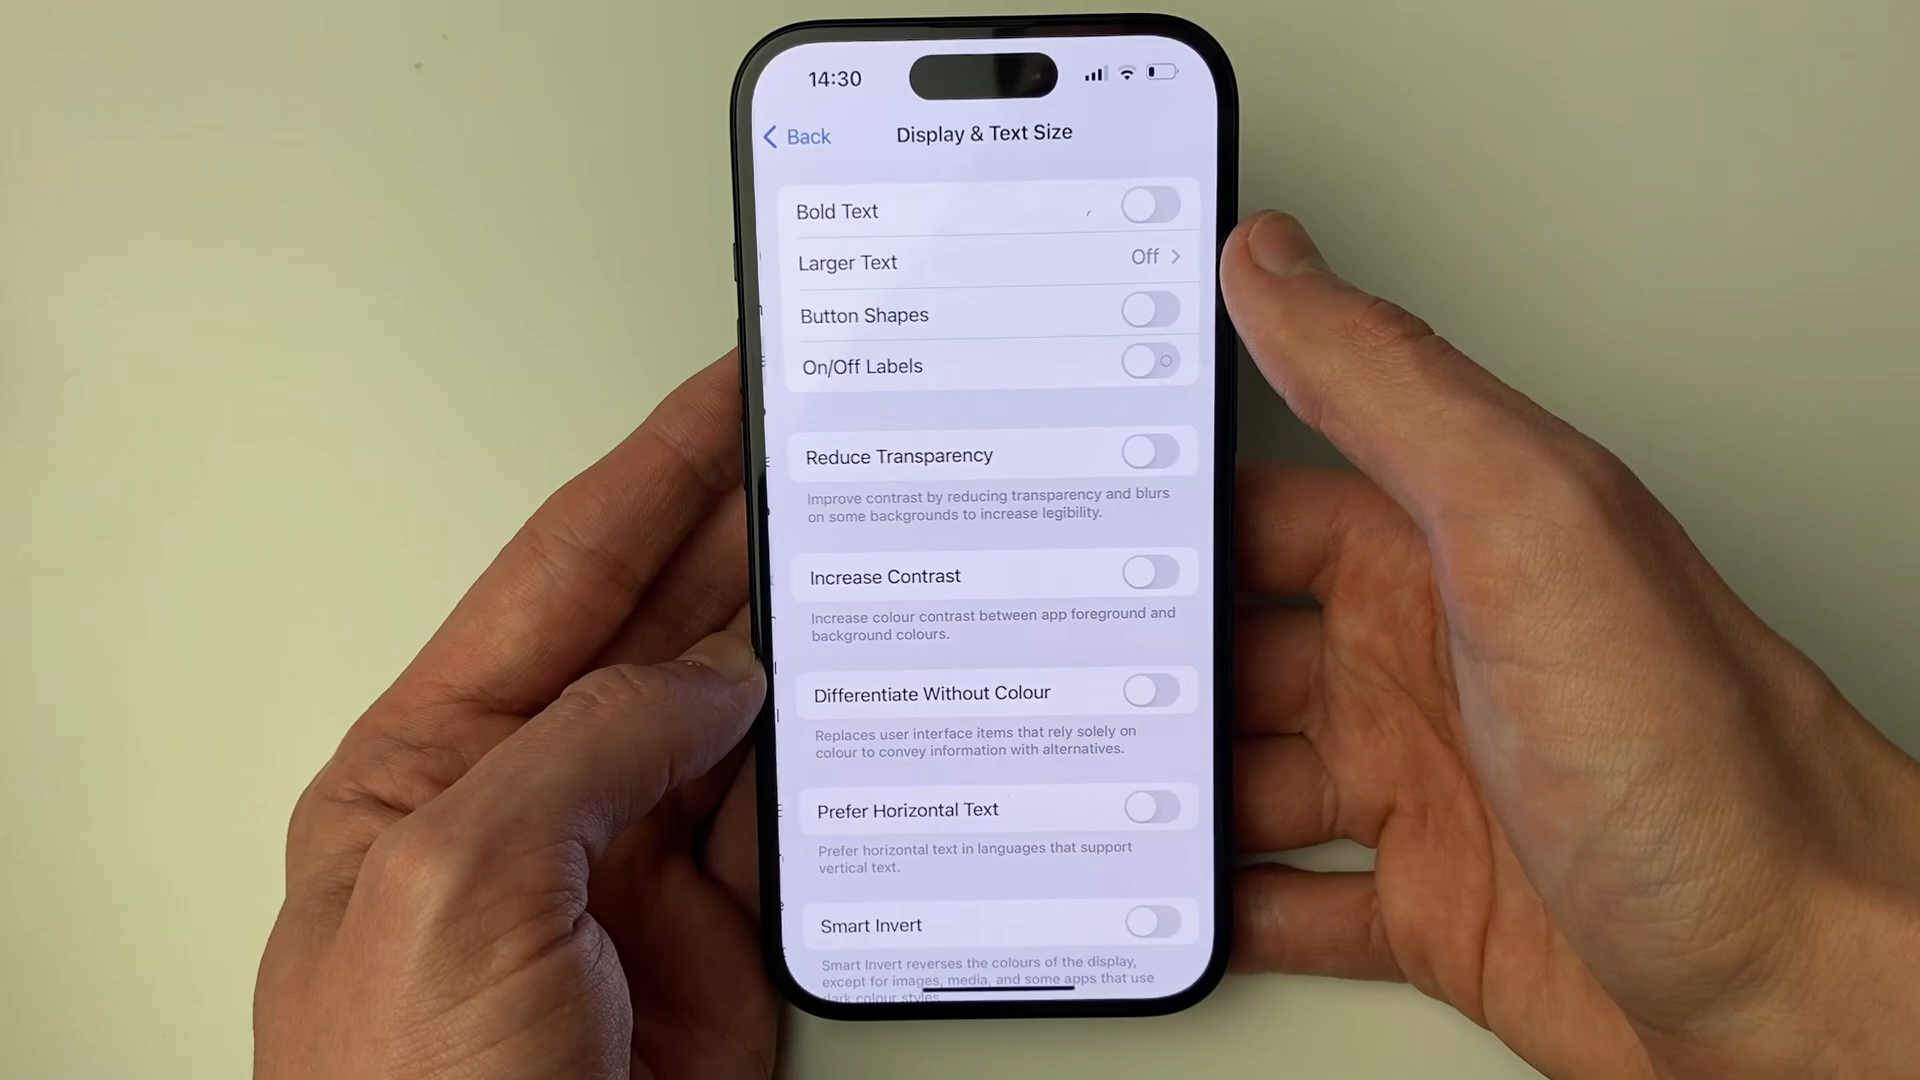 14:30
Back
Display & Text Size
Bold Text
Larger Text Off
Button Shapes
On/Off Labels
Reduce Transparency
Improve contrast by reducing transparency and blurs
on some backgrounds to increase legibility.
Increase Contrast
Increase colour contrast between app foreground and
background colours.
Differentiate Without Colour
Replaces user interface items that rely solely on
colour to convey information with alternatives.
Prefer Horizontal Text
Prefer horizontal text in languages that support
vertical text.
Smart Invert
Smart Invert reverses the colours of the display,
except for images, media, and some apps that use
dark colour styles.